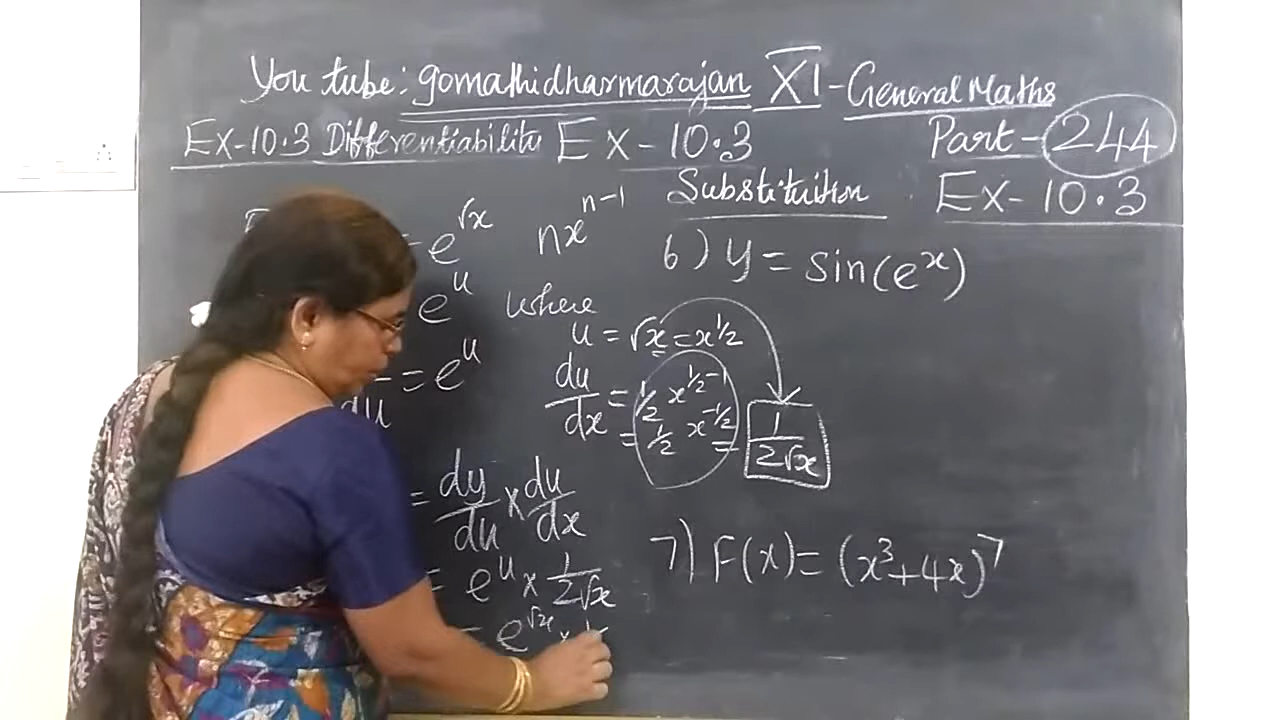 You tube: gomathidharmarajan XI - General Maths
Ex-10.3 Differentiability Ex-10.3 Part-244
Substituition Ex-10.3
= e^√x nx^n-1
6) y = sin(e^x)
e^u where
u = √x = x^1/2
du = e^u
du/dx = 1/2 x^1/2-1
= 1/2 x^-1/2 = 1/2√x
= dy/du × du/dx
7) F(x) = (x³+4x)^7
= e^u × 1/2√x
= e^√x ×